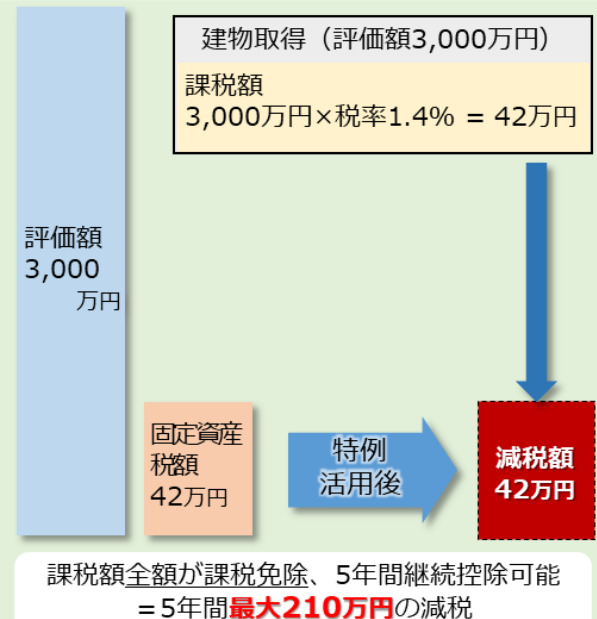 建物取得（評価額3,000万円）
課税額
3,000万円×税率1.4% = 42万円
評価額
3,000
万円
固定資産
税額
42万円
特例
活用後
減税額
42万円
課税額全額が課税免除、5年間継続控除可能
＝5年間最大210万円の減税